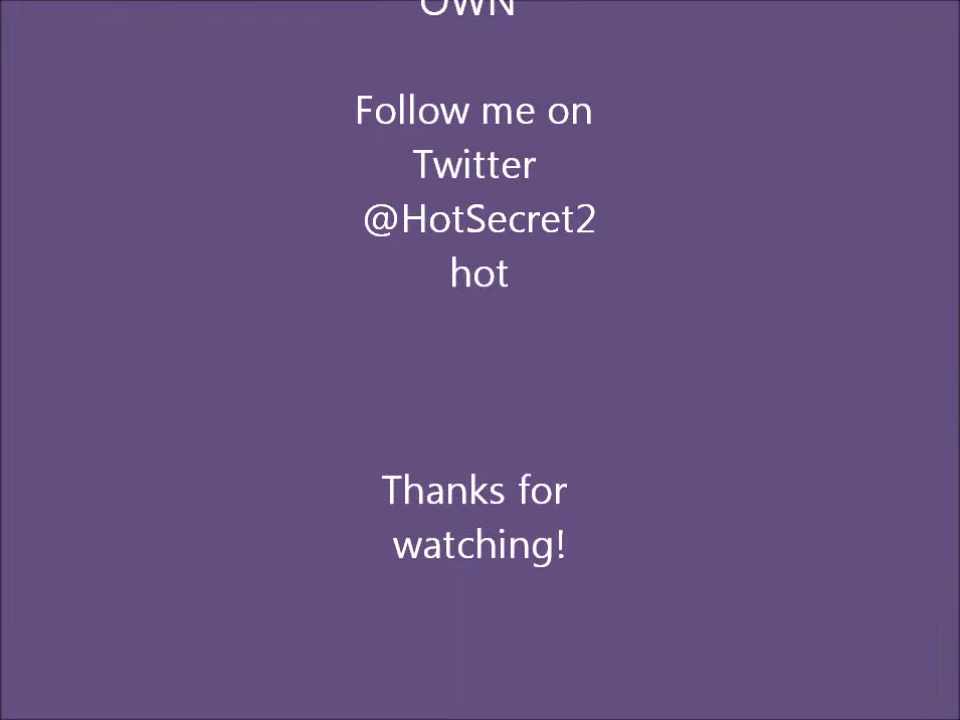 OWN
Follow me on
Twitter
@HotSecret2
hot
Thanks for
watching!